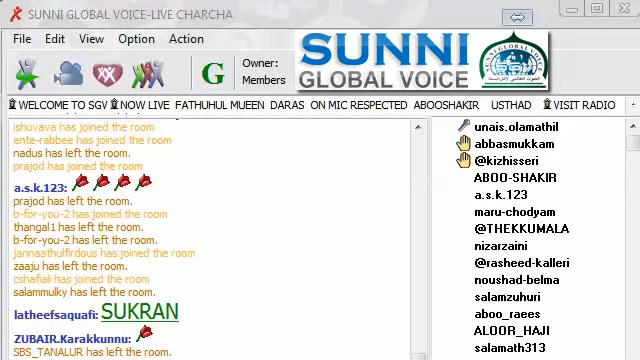 SUNNI GLOBAL VOICE-LIVE CHARCHA
File Edit View Option Action
G
Owner:
Members
SUNNI
GLOBAL VOICE
WELCOME TO SGV NOW LIVE FATHUHUL MUEEN DARAS ON MIC RESPECTED ABOOSHAKIR USTHAD VISIT RADIO
ishuvava has joined the room
ente-rabbee has joined the room
nadus has left the room.
prajod has joined the room
a.s.k.123:
prajod has left the room.
b-for-you-2 has joined the room
thangal1 has left the room.
b-for-you-2 has left the room.
jannaathulfirdous has joined the room
zaaju has left the room.
cshafiali has joined the room
salammulky has left the room.
latheefsaquafi: SUKRAN
ZUBAIR.Karakkunnu:
SBS_TANALUR has left the room.
unais.olamathil
abbasmukkam
@kizhisseri
ABOO-SHAKIR
a.s.k.123
maru-chodyam
@THEKKUMALA
nizarzaini
@rasheed-kalleri
noushad-belma
salamzuhuri
aboo_raees
ALOOR_HAJI
salamath313